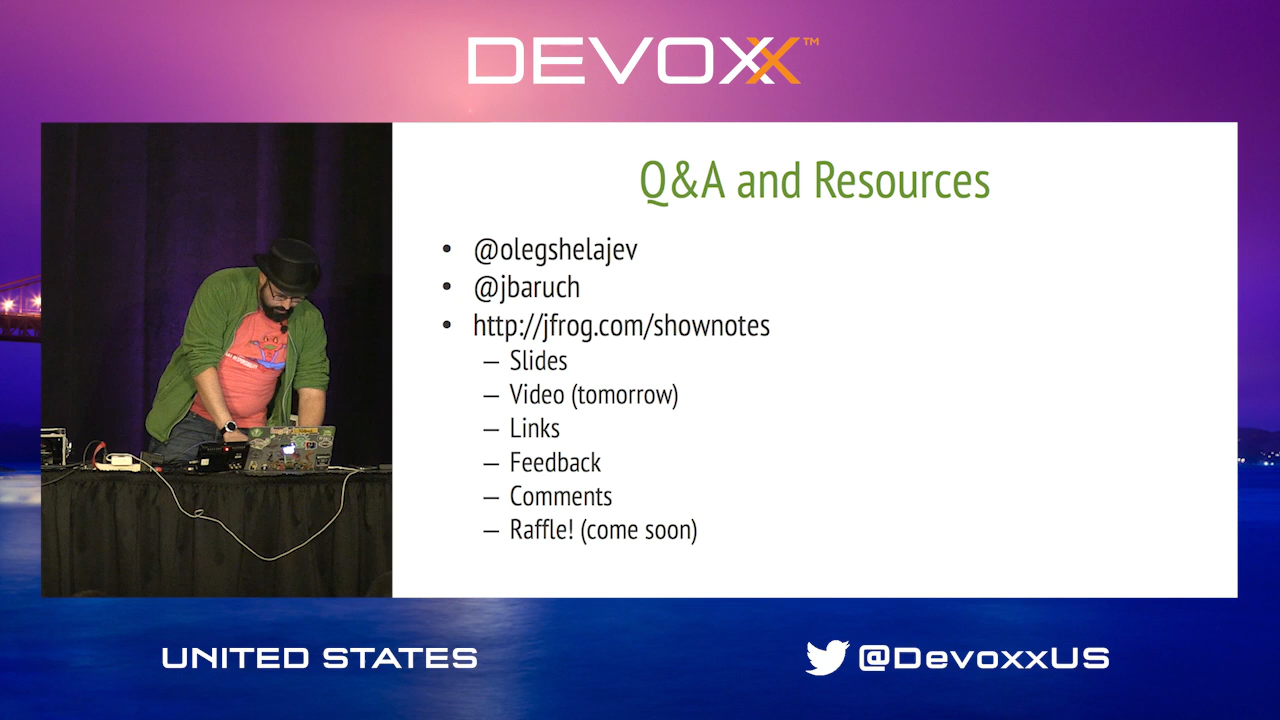 DEVOXX™
Q&A and Resources
• @olegshelajev
• @jbaruch
• http://jfrog.com/shownotes
– Slides
– Video (tomorrow)
– Links
– Feedback
– Comments
– Raffle! (come soon)
UNITED STATES
@DevoxxUS